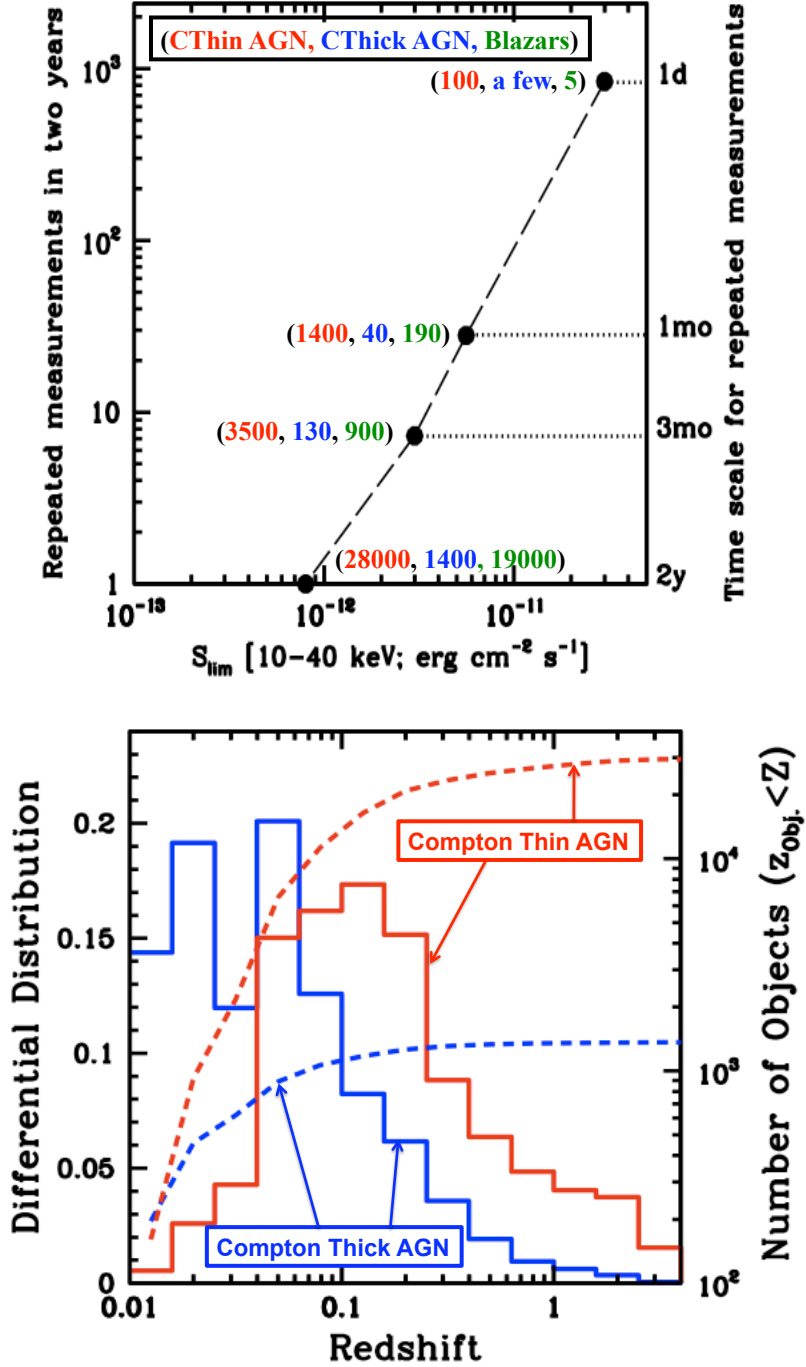 (CThin AGN, CThick AGN, Blazars)
Repeated measurements in two years
10³
10²
10
1
(100, a few, 5)
(1400, 40, 190)
(3500, 130, 900)
(28000, 1400, 19000)
1d
1mo
3mo
2y
Time scale for repeated measurements
10⁻¹³
10⁻¹²
10⁻¹¹
S_lim [10–40 keV; erg cm⁻² s⁻¹]
Differential Distribution
0.2
0.15
0.1
0.05
0
Compton Thin AGN
Compton Thick AGN
10⁴
10³
10²
Number of Objects (z_Obj.<Z)
0.01
0.1
1
Redshift